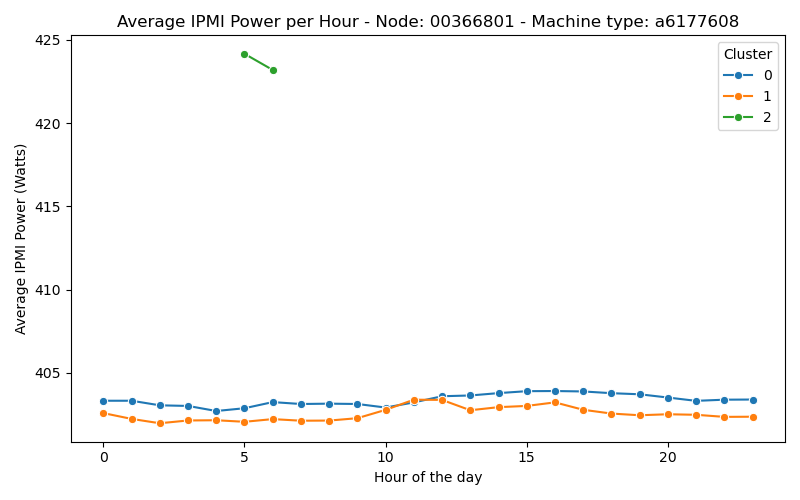 Average IPMI Power per Hour - Node: 00366801 - Machine type: a6177608
Cluster
0
1
2
425
420
415
410
405
Average IPMI Power (Watts)
0 5 10 15 20
Hour of the day